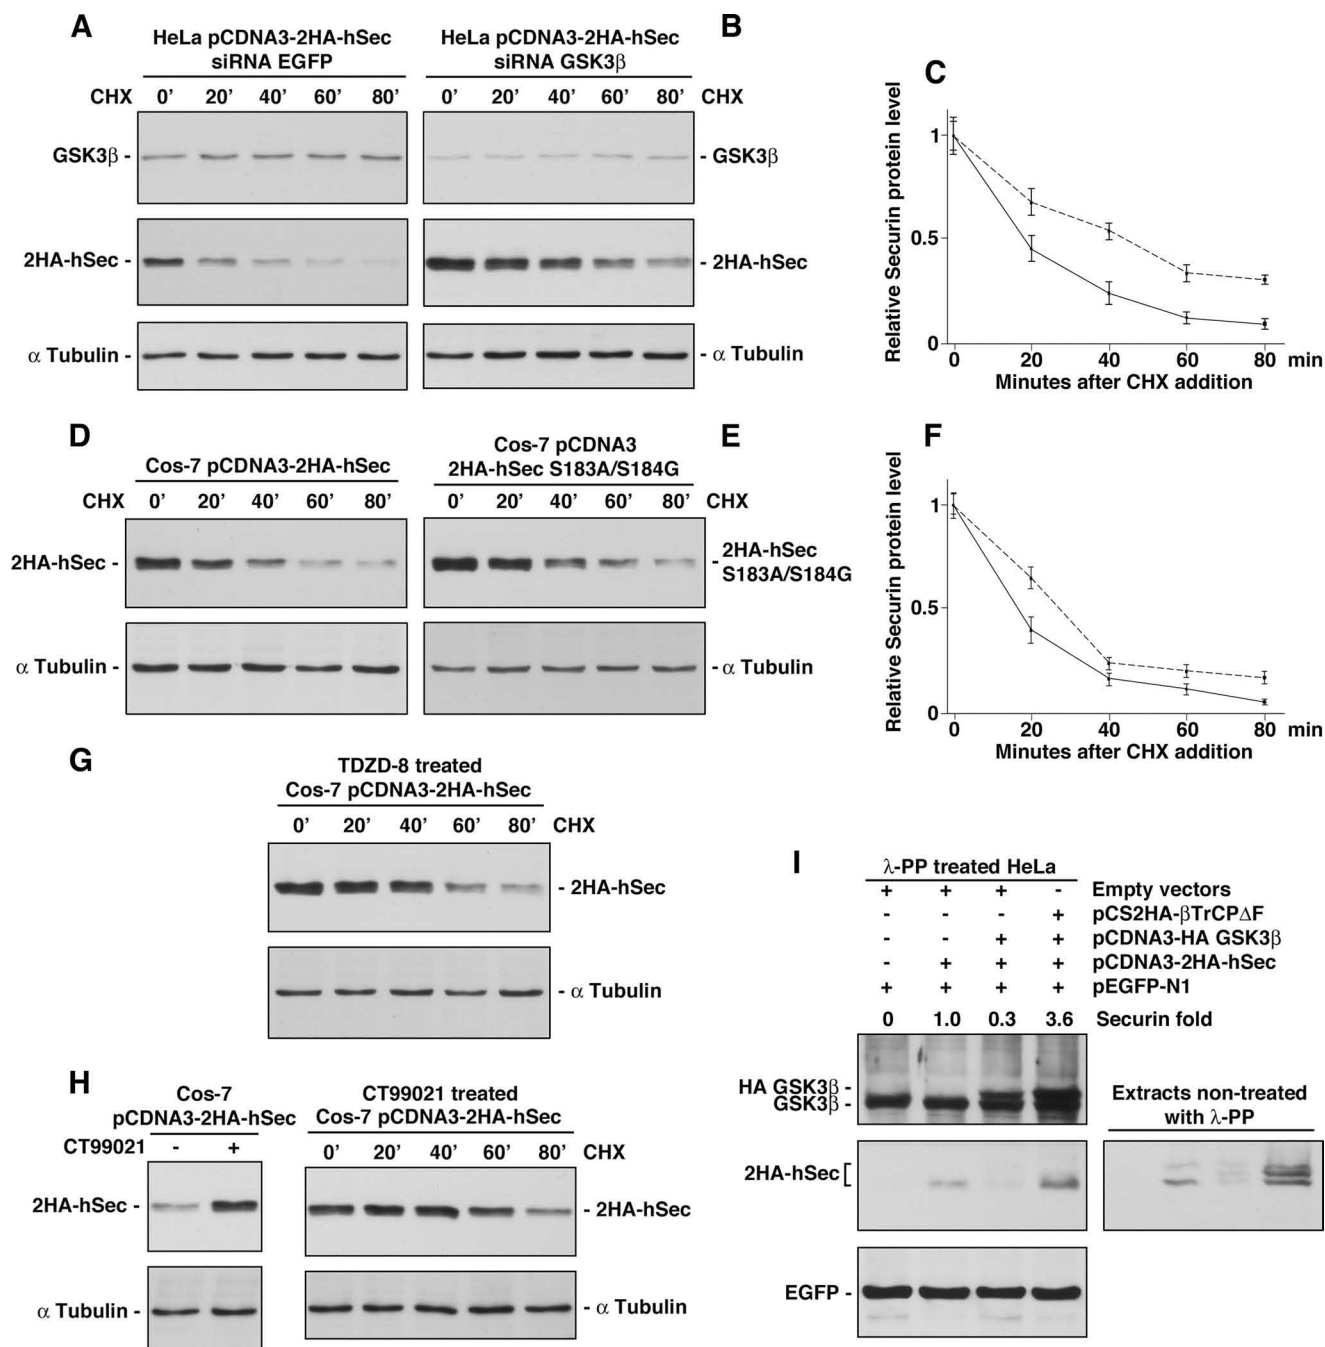 A
HeLa pCDNA3-2HA-hSec
siRNA EGFP
CHX 0’ 20’ 40’ 60’ 80’
GSK3β -
2HA-hSec -
α Tubulin -
B
HeLa pCDNA3-2HA-hSec
siRNA GSK3β
0’ 20’ 40’ 60’ 80’ CHX
- GSK3β
- 2HA-hSec
- α Tubulin
C
Relative Securin protein level
1
0.5
0
0 20 40 60 80 min
Minutes after CHX addition
D
Cos-7 pCDNA3-2HA-hSec
CHX 0’ 20’ 40’ 60’ 80’
2HA-hSec -
α Tubulin -
E
Cos-7 pCDNA3
2HA-hSec S183A/S184G
CHX 0’ 20’ 40’ 60’ 80’
2HA-hSec
- S183A/S184G
- α Tubulin
F
Relative Securin protein level
1
0.5
0
0 20 40 60 80 min
Minutes after CHX addition
G
TDZD-8 treated
Cos-7 pCDNA3-2HA-hSec
0’ 20’ 40’ 60’ 80’ CHX
- 2HA-hSec
- α Tubulin
H
Cos-7
pCDNA3-2HA-hSec
CT99021 - +
2HA-hSec -
α Tubulin -
CT99021 treated
Cos-7 pCDNA3-2HA-hSec
0’ 20’ 40’ 60’ 80’ CHX
- 2HA-hSec
- α Tubulin
I
λ-PP treated HeLa
+ + + - Empty vectors
- - - + pCS2HA-βTrCPΔF
- - + + pCDNA3-HA GSK3β
- + + + pCDNA3-2HA-hSec
+ + + + pEGFP-N1
0 1.0 0.3 3.6 Securin fold
HA GSK3β -
GSK3β -
2HA-hSec [
EGFP -
Extracts non-treated
with λ-PP